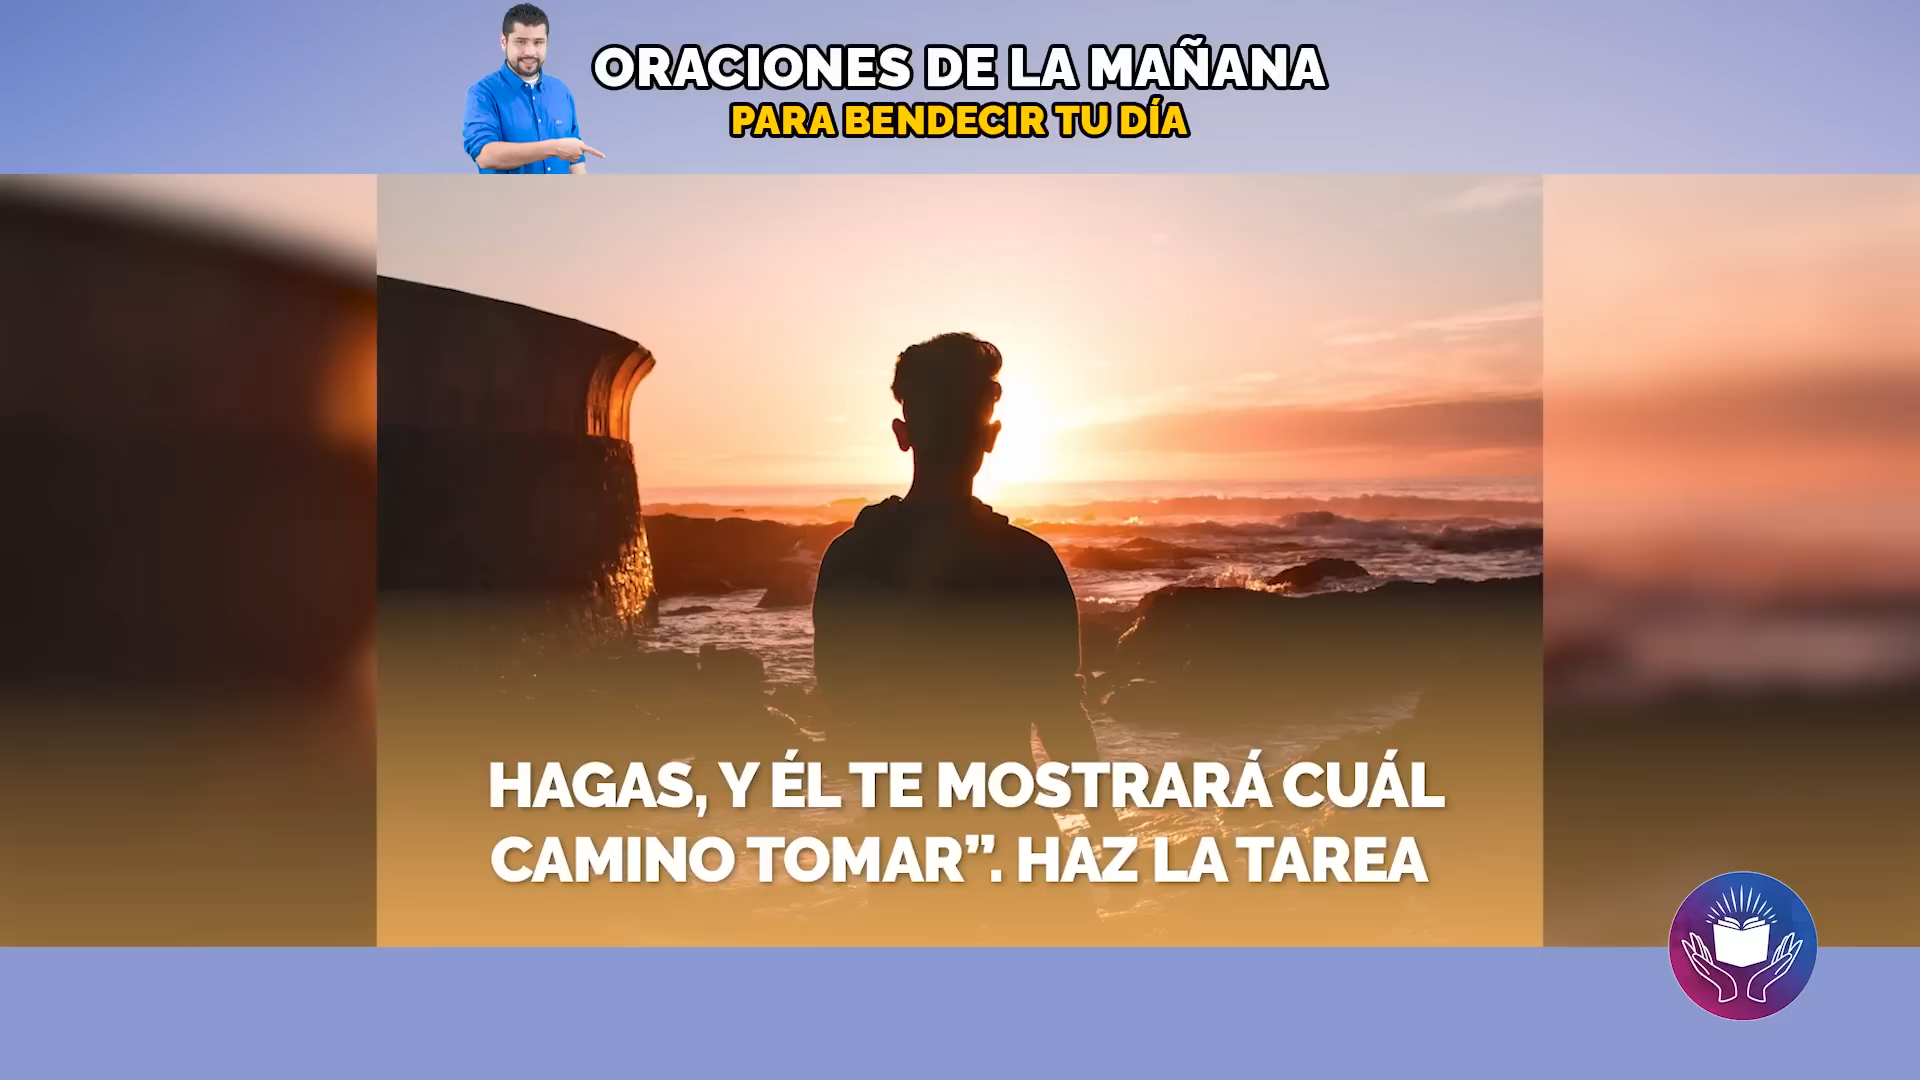 ORACIONES DE LA MAÑANA
PARA BENDECIR TU DÍA
HAGAS, Y ÉL TE MOSTRARÁ CUÁL
CAMINO TOMAR”. HAZ LA TAREA